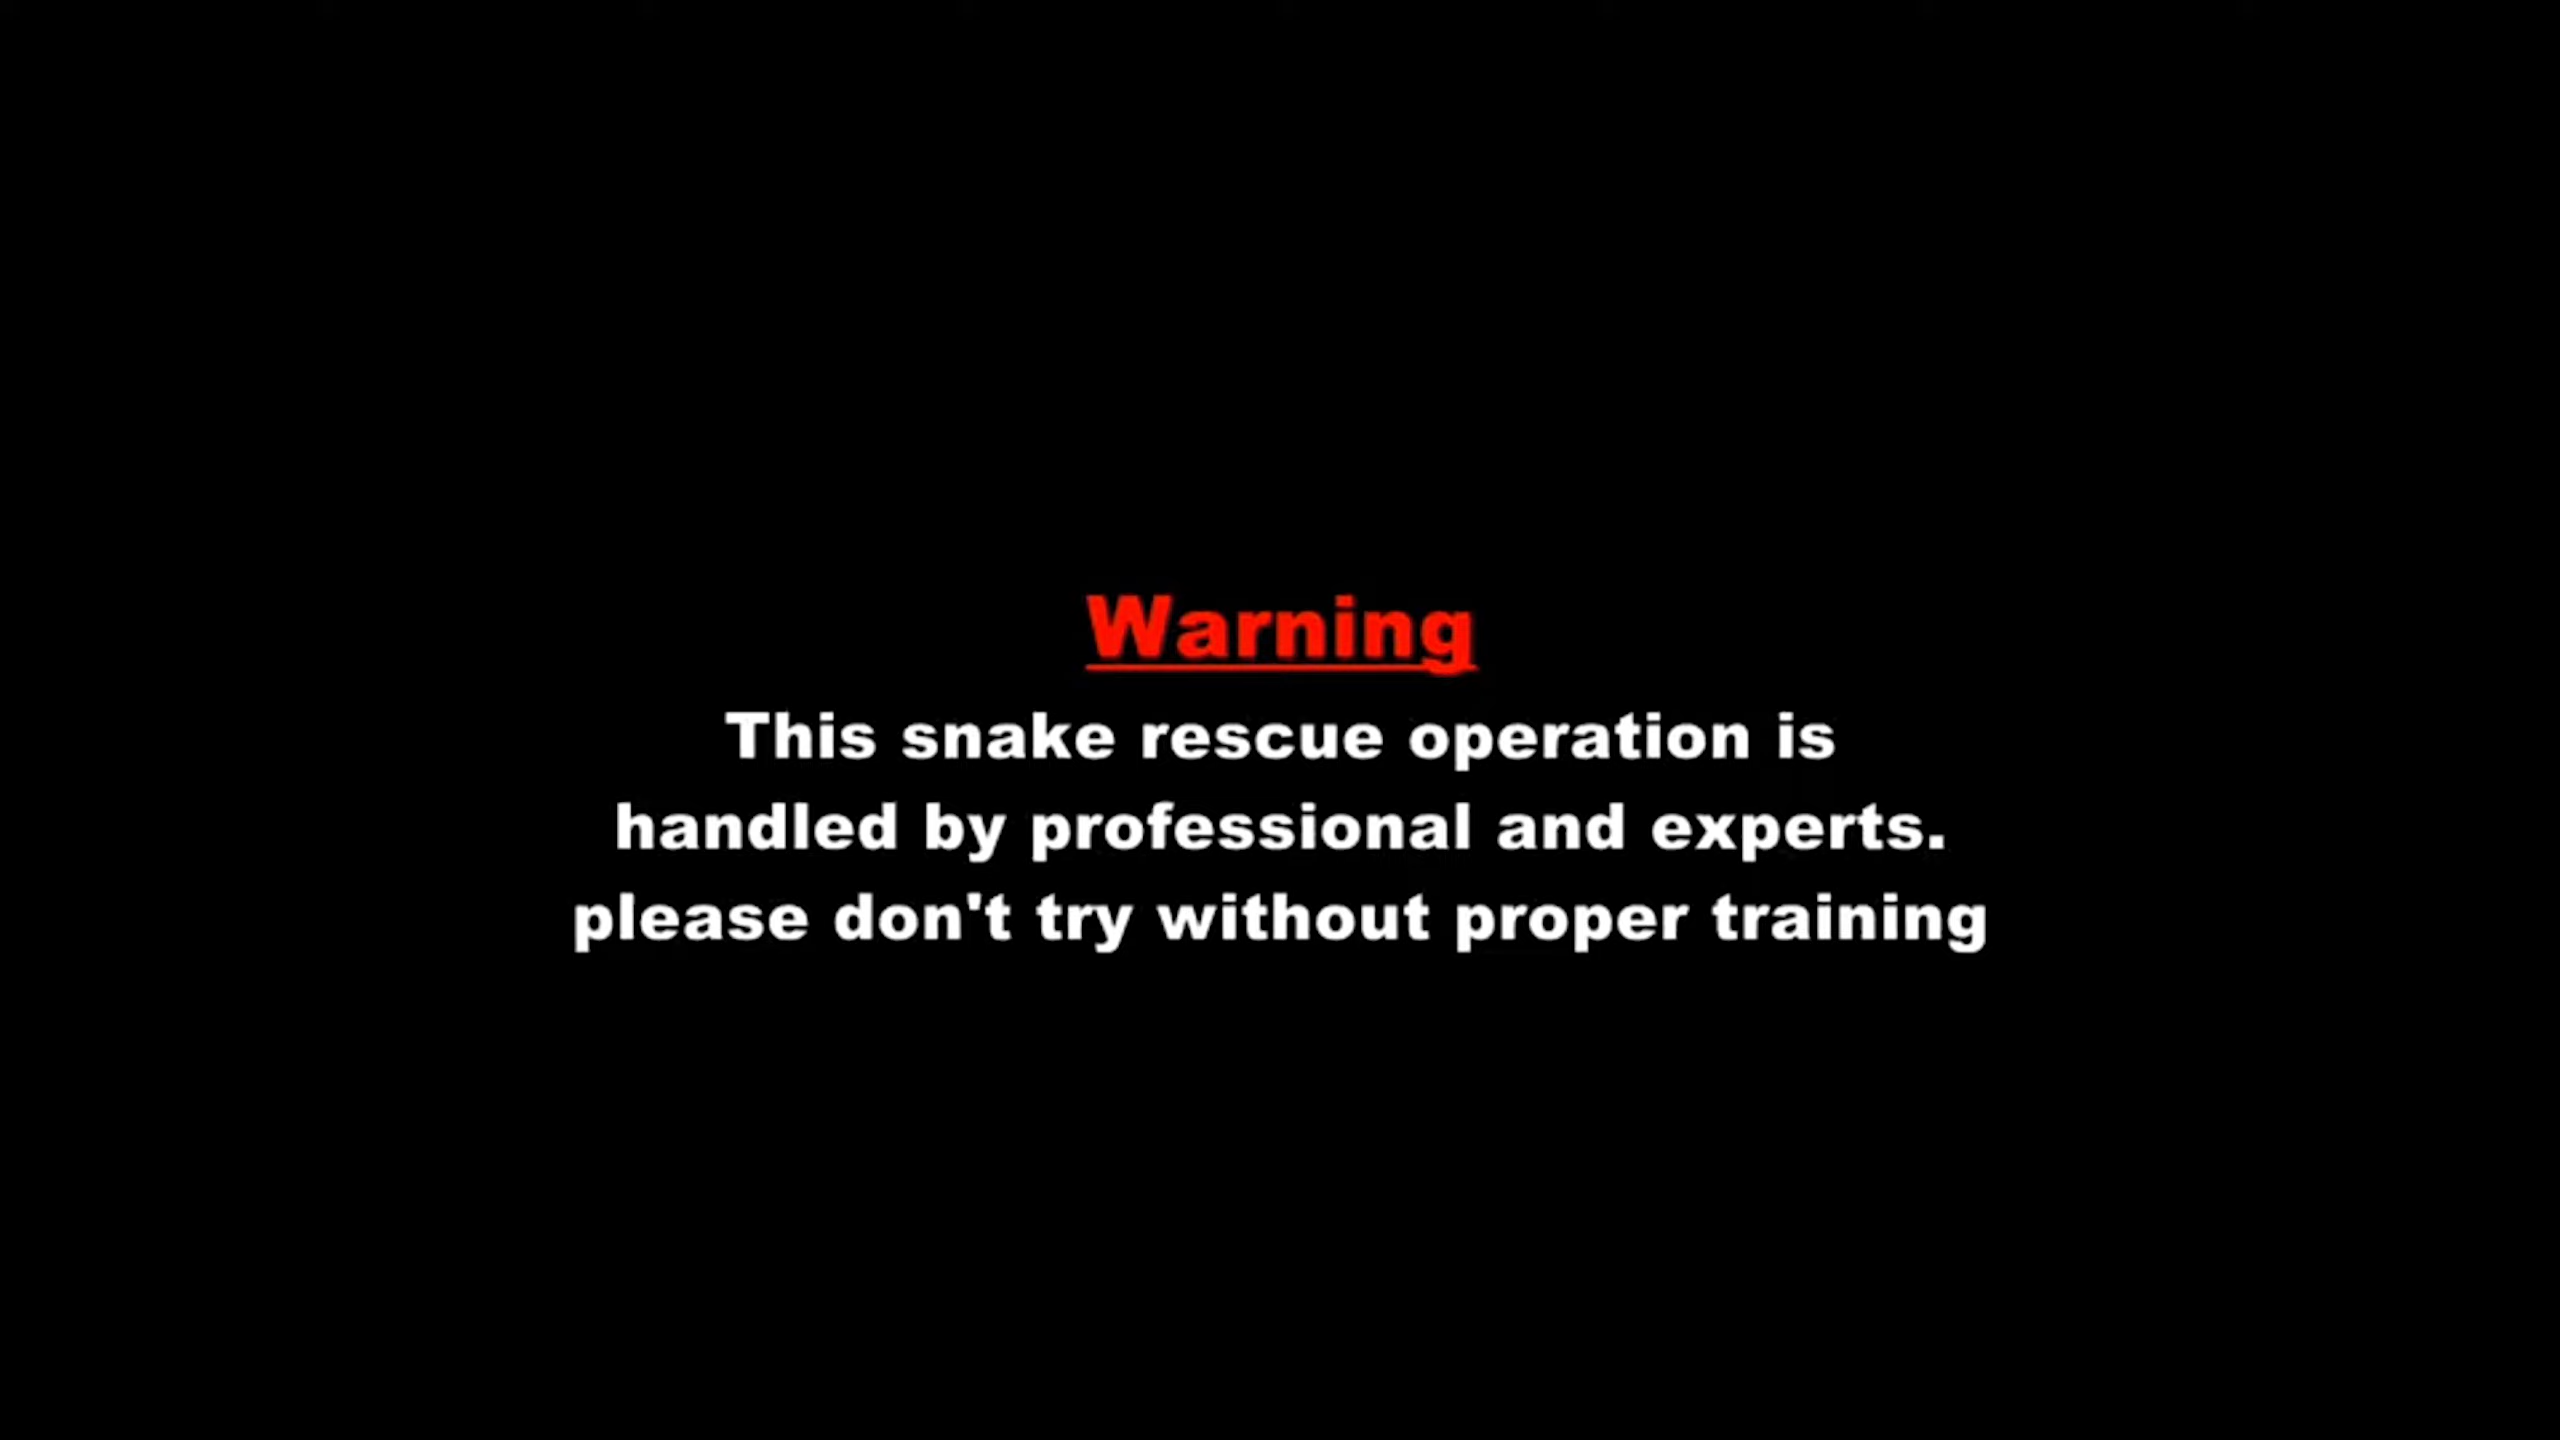 Warning
This snake rescue operation is
handled by professional and experts.
please don't try without proper training